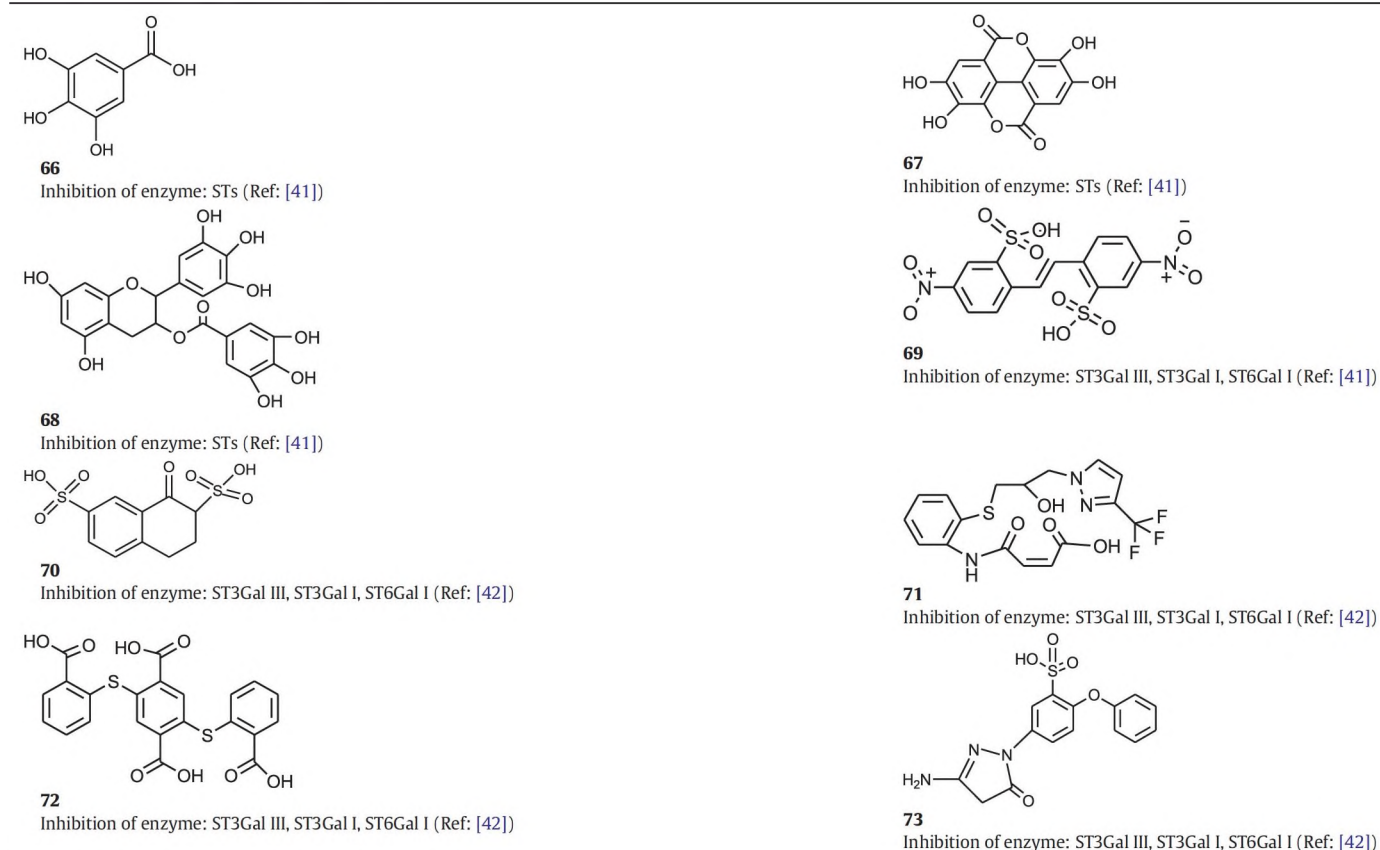 66
Inhibition of enzyme: STs (Ref: [41])
67
Inhibition of enzyme: STs (Ref: [41])
68
Inhibition of enzyme: STs (Ref: [41])
69
Inhibition of enzyme: ST3Gal III, ST3Gal I, ST6Gal I (Ref: [41])
70
Inhibition of enzyme: ST3Gal III, ST3Gal I, ST6Gal I (Ref: [42])
71
Inhibition of enzyme: ST3Gal III, ST3Gal I, ST6Gal I (Ref: [42])
72
Inhibition of enzyme: ST3Gal III, ST3Gal I, ST6Gal I (Ref: [42])
73
Inhibition of enzyme: ST3Gal III, ST3Gal I, ST6Gal I (Ref: [42])